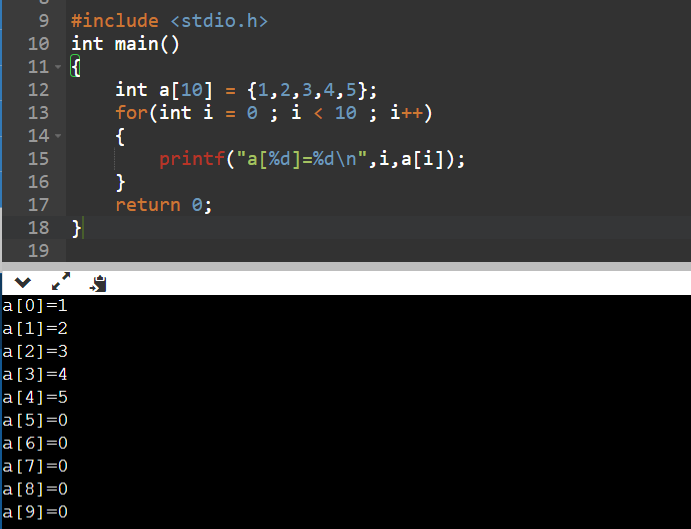 9 #include <stdio.h>
10 int main()
11 {
12 int a[10] = {1,2,3,4,5};
13 for(int i = 0 ; i < 10 ; i++)
14 {
15 printf("a[%d]=%d\n",i,a[i]);
16 }
17 return 0;
18 }
19
a[0]=1
a[1]=2
a[2]=3
a[3]=4
a[4]=5
a[5]=0
a[6]=0
a[7]=0
a[8]=0
a[9]=0